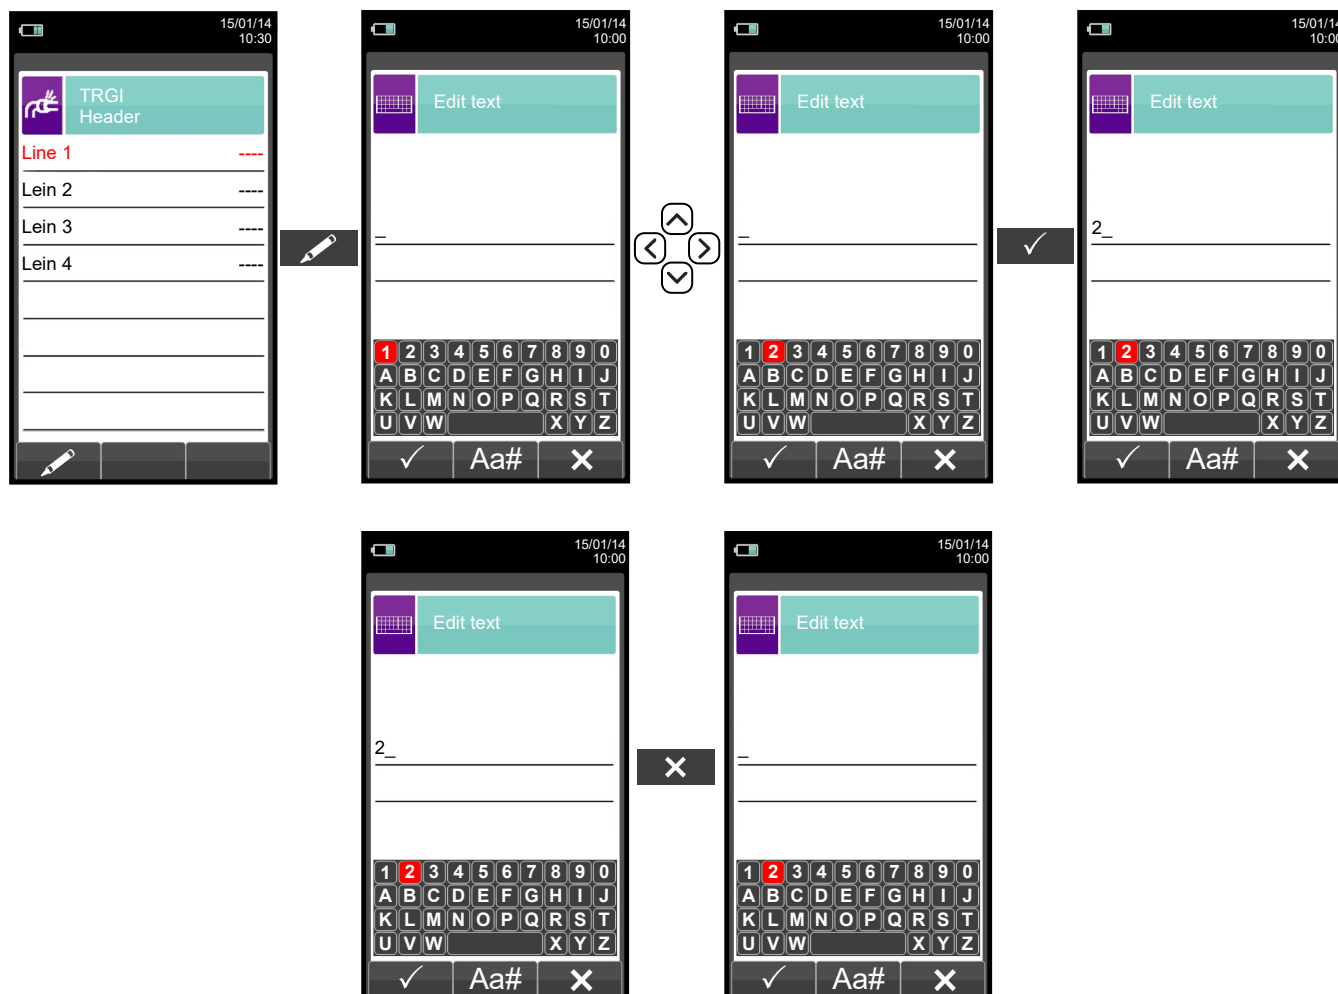 15/01/14
10:30
TRGI
Header
Line 1 ----
Lein 2 ----
Lein 3 ----
Lein 4 ----
15/01/14
10:00
Edit text
_
1 2 3 4 5 6 7 8 9 0
A B C D E F G H I J
K L M N O P Q R S T
U V W X Y Z
✓ Aa# ✕
15/01/14
10:00
Edit text
_
1 2 3 4 5 6 7 8 9 0
A B C D E F G H I J
K L M N O P Q R S T
U V W X Y Z
✓ Aa# ✕
✓
15/01/14
10:00
Edit text
2_
1 2 3 4 5 6 7 8 9 0
A B C D E F G H I J
K L M N O P Q R S T
U V W X Y Z
✓ Aa# ✕
15/01/14
10:00
Edit text
2_
1 2 3 4 5 6 7 8 9 0
A B C D E F G H I J
K L M N O P Q R S T
U V W X Y Z
✓ Aa# ✕
✕
15/01/14
10:00
Edit text
_
1 2 3 4 5 6 7 8 9 0
A B C D E F G H I J
K L M N O P Q R S T
U V W X Y Z
✓ Aa# ✕